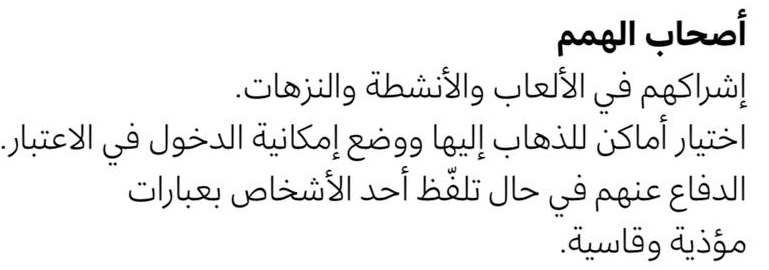 أصحاب الهمم
إشراكهم في الألعاب والأنشطة والنزهات.
اختيار أماكن للذهاب إليها ووضع إمكانية الدخول في الاعتبار.
الدفاع عنهم في حال تلفّظ أحد الأشخاص بعبارات
مؤذية وقاسية.